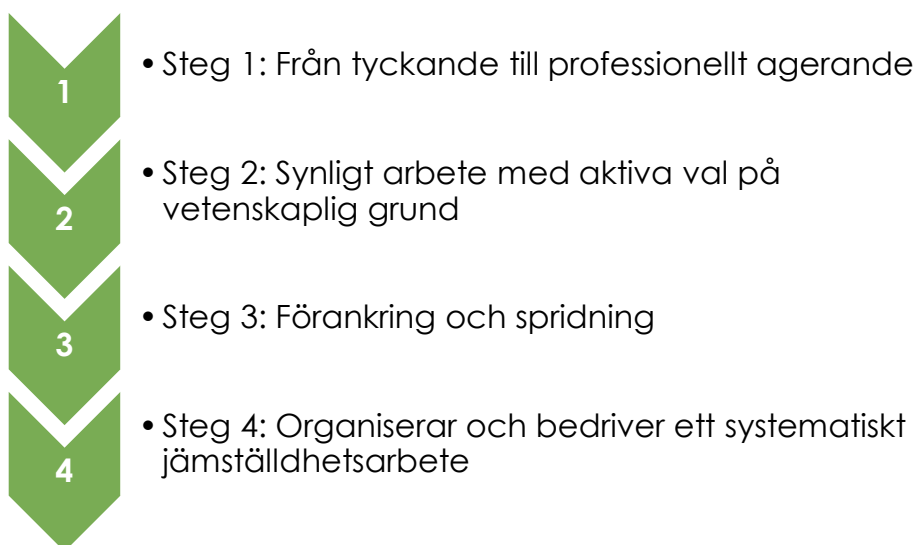 1
• Steg 1: Från tyckande till professionellt agerande
2
• Steg 2: Synligt arbete med aktiva val på
vetenskaplig grund
3
• Steg 3: Förankring och spridning
4
• Steg 4: Organiserar och bedriver ett systematiskt
jämställdhetsarbete